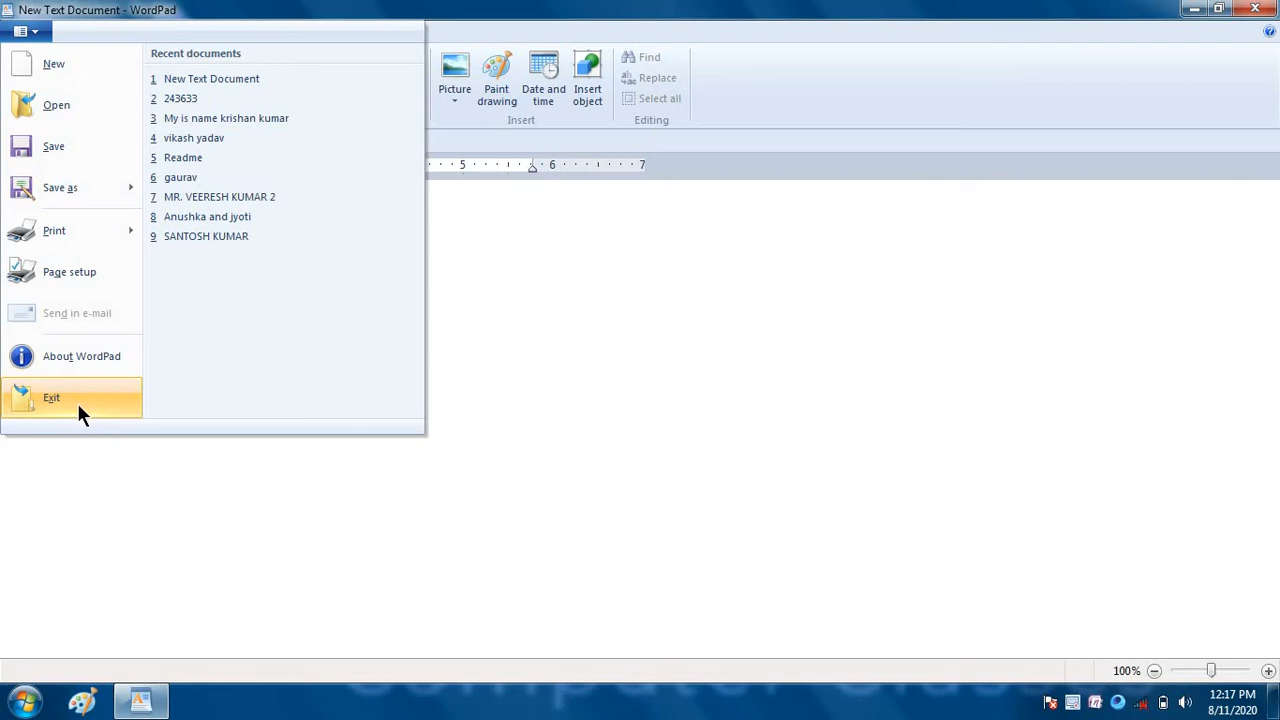 New Text Document - WordPad
Recent documents
New
Open
Save
Save as
Print
Page setup
Send in e-mail
About WordPad
Exit
1 New Text Document
2 243633
3 My is name krishan kumar
4 vikash yadav
5 Readme
6 gaurav
7 MR. VEERESH KUMAR 2
8 Anushka and jyoti
9 SANTOSH KUMAR
Picture
Paint drawing
Date and time
Insert object
Insert
Find
Replace
Select all
Editing
5 6 7
100%
12:17 PM
8/11/2020